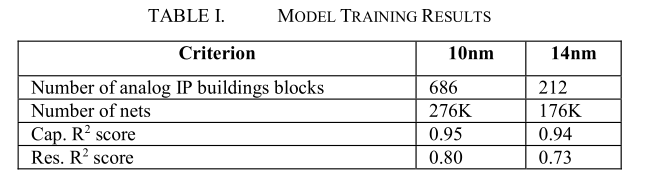 TABLE I. MODEL TRAINING RESULTS
Criterion 10nm 14nm
Number of analog IP buildings blocks 686 212
Number of nets 276K 176K
Cap. R² score 0.95 0.94
Res. R² score 0.80 0.73